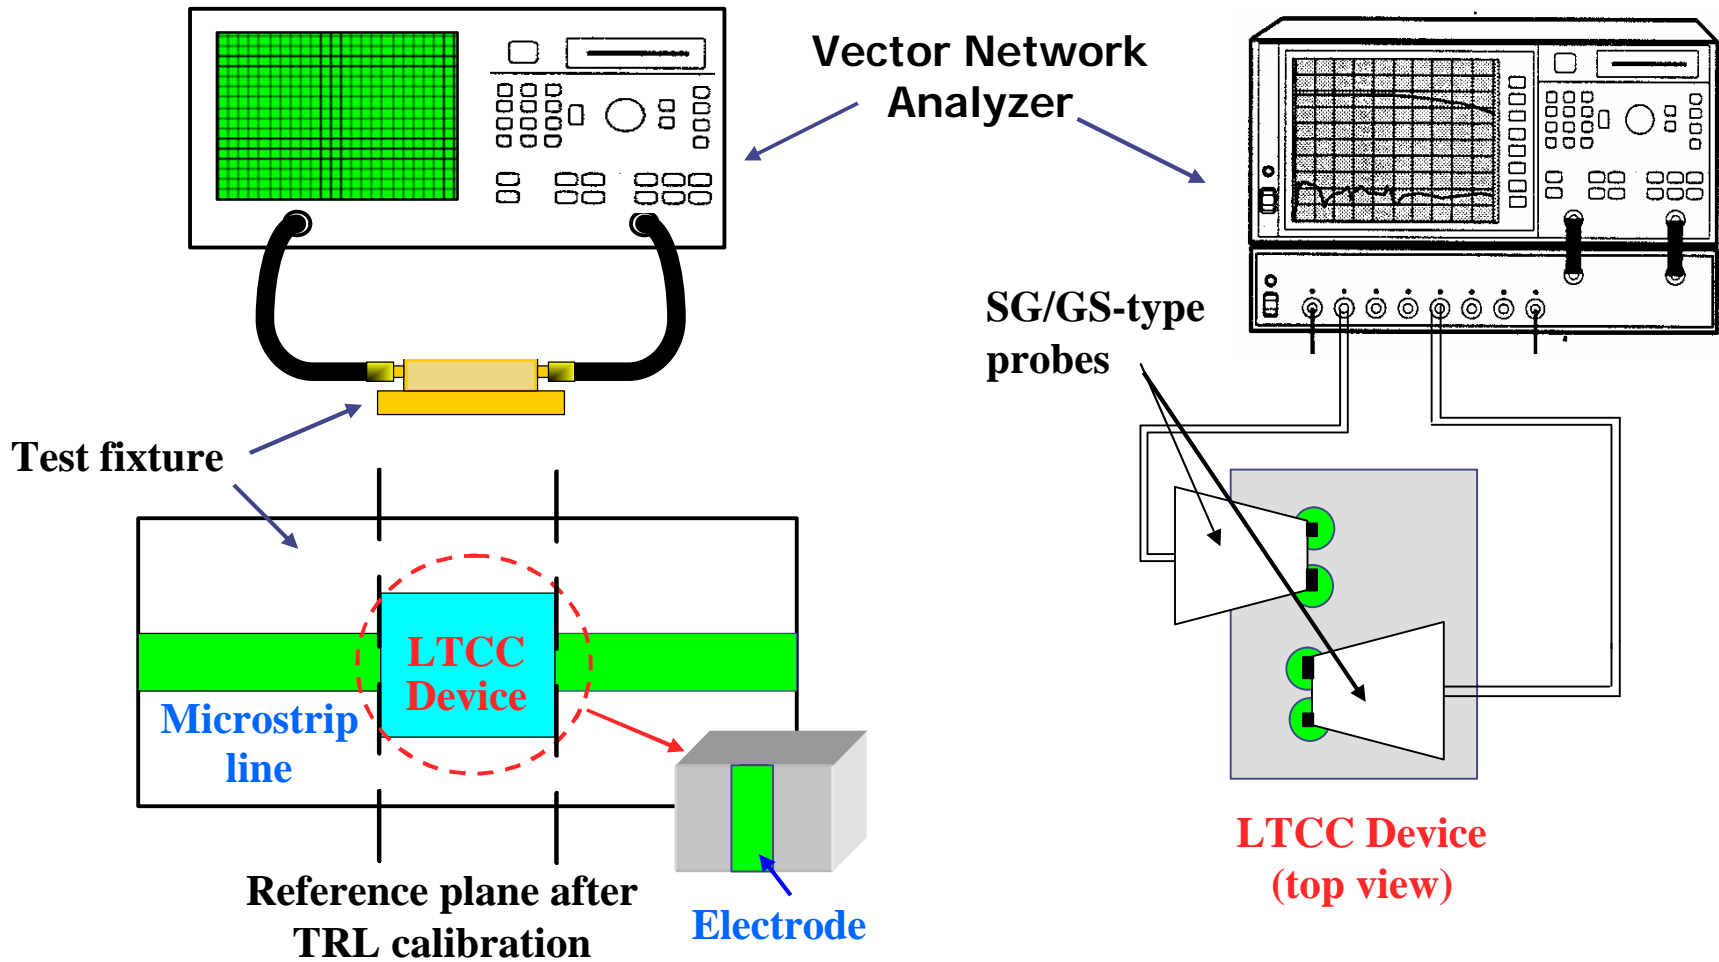 Vector Network
Analyzer
SG/GS-type
probes
Test fixture
LTCC
Device
Microstrip
line
LTCC Device
(top view)
Reference plane after
TRL calibration
Electrode